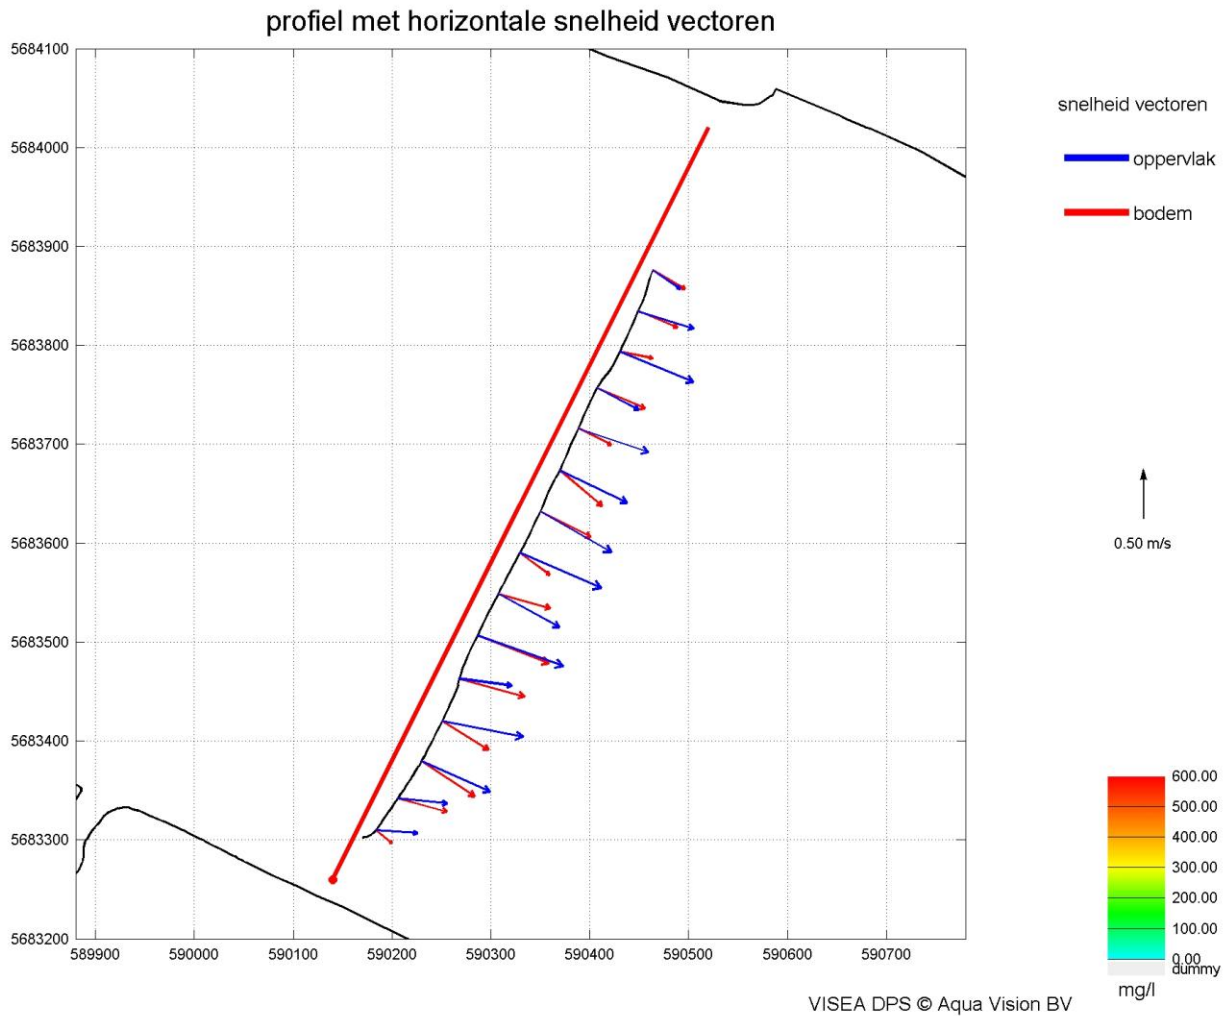 profiel met horizontale snelheid vectoren
5684100
5684000
5683900
5683800
5683700
5683600
5683500
5683400
5683300
5683200
589900 590000 590100 590200 590300 590400 590500 590600 590700
snelheid vectoren
oppervlak
bodem
0.50 m/s
600.00
500.00
400.00
300.00
200.00
100.00
0.00
dummy
mg/l
VISEA DPS © Aqua Vision BV